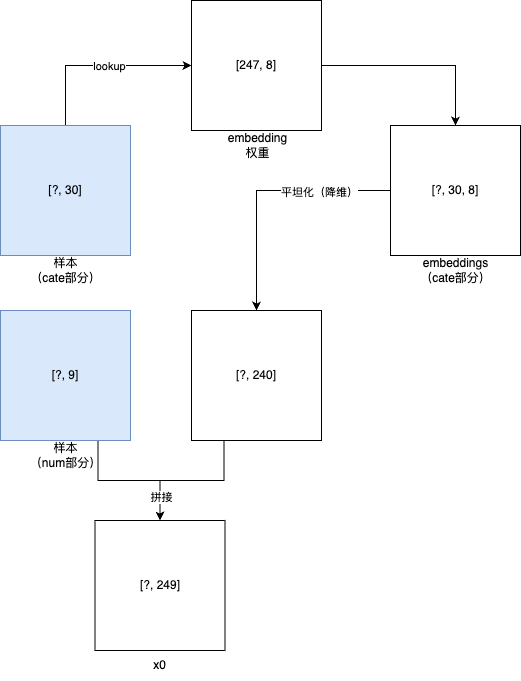 [247, 8]
lookup
embedding
权重
[?, 30]
样本
（cate部分）
[?, 30, 8]
embeddings
（cate部分）
平坦化（降维）
[?, 9]
样本
（num部分）
[?, 240]
拼接
[?, 249]
x0